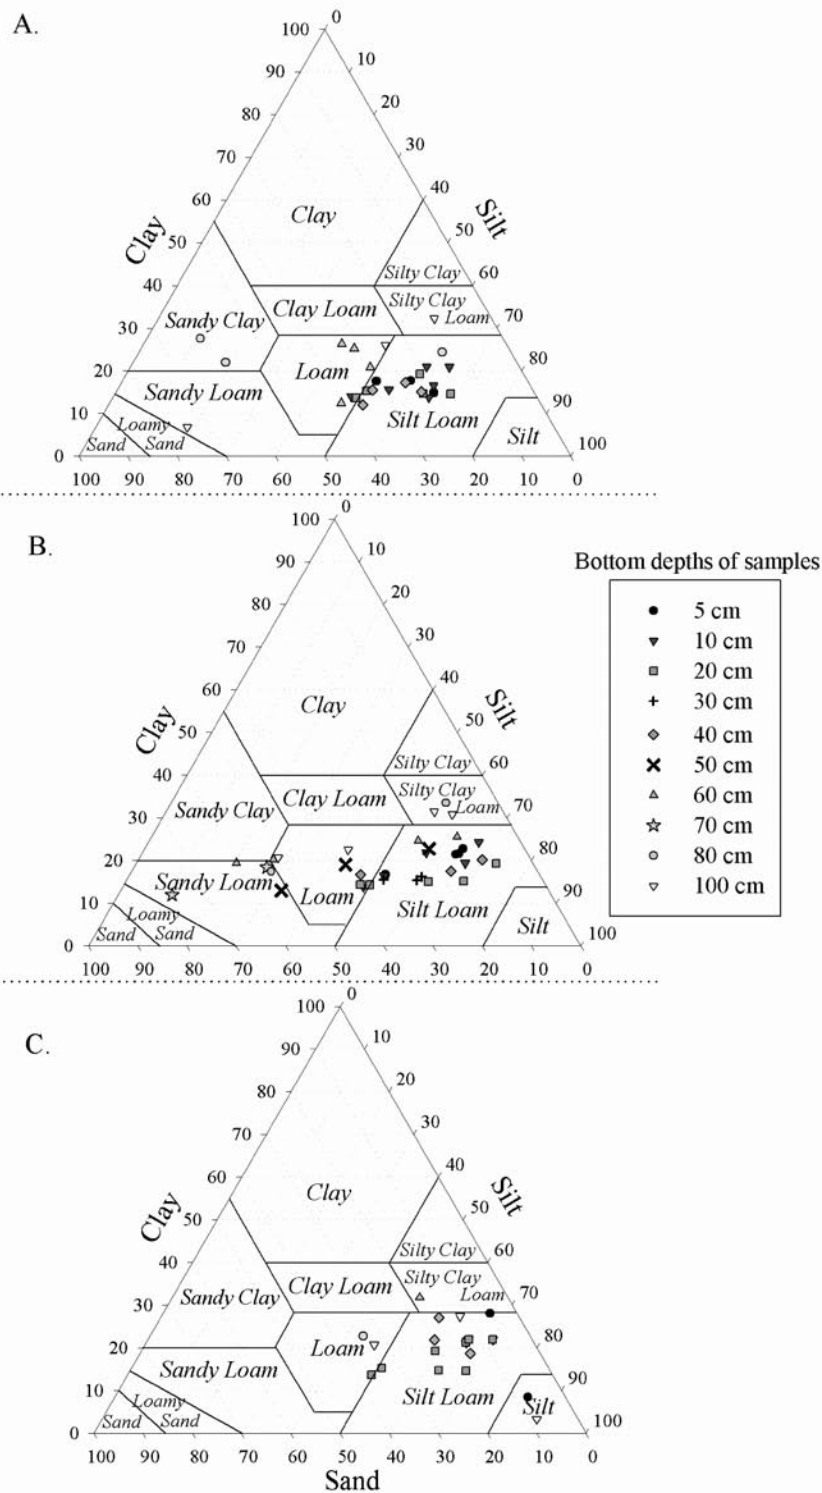 A.
0
100
10
90
20
80
30
70
40
60
Clay
Silt
50
Clay
50
Silty Clay
60
40
Silty Clay
Clay Loam
Loam
70
30
Sandy Clay
80
20
Loam
Sandy Loam
90
10
Silt Loam
Loamy
Silt
Sand
Sand
100
0
100 90 80 70 60 50 40 30 20 10 0
B.
0
100
10
90
20
80
30
70
40
60
Clay
Silt
50
Clay
50
Silty Clay
60
40
Silty Clay
Clay Loam
Loam
70
30
Sandy Clay
80
20
Sandy Loam
Loam
90
10
Silt Loam
Loamy
Silt
Sand
Sand
100
0
100 90 80 70 60 50 40 30 20 10 0
Bottom depths of samples
5 cm
10 cm
20 cm
30 cm
40 cm
50 cm
60 cm
70 cm
80 cm
100 cm
C.
0
100
10
90
20
80
30
70
40
60
Clay
Silt
50
Clay
50
Silty Clay
60
40
Silty Clay
Clay Loam
Loam
70
30
Sandy Clay
80
20
Loam
Sandy Loam
90
10
Silt Loam
Loamy
Silt
Sand
Sand
100
0
100 90 80 70 60 50 40 30 20 10 0
Sand